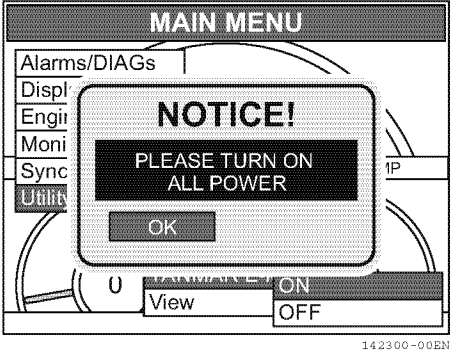 MAIN MENU
Alarms/DIAGs
Displ
Engin
Moni
Sync
Utility
NOTICE!
PLEASE TURN ON
ALL POWER
OK
MP
0
View
ON
OFF
142300-00EN